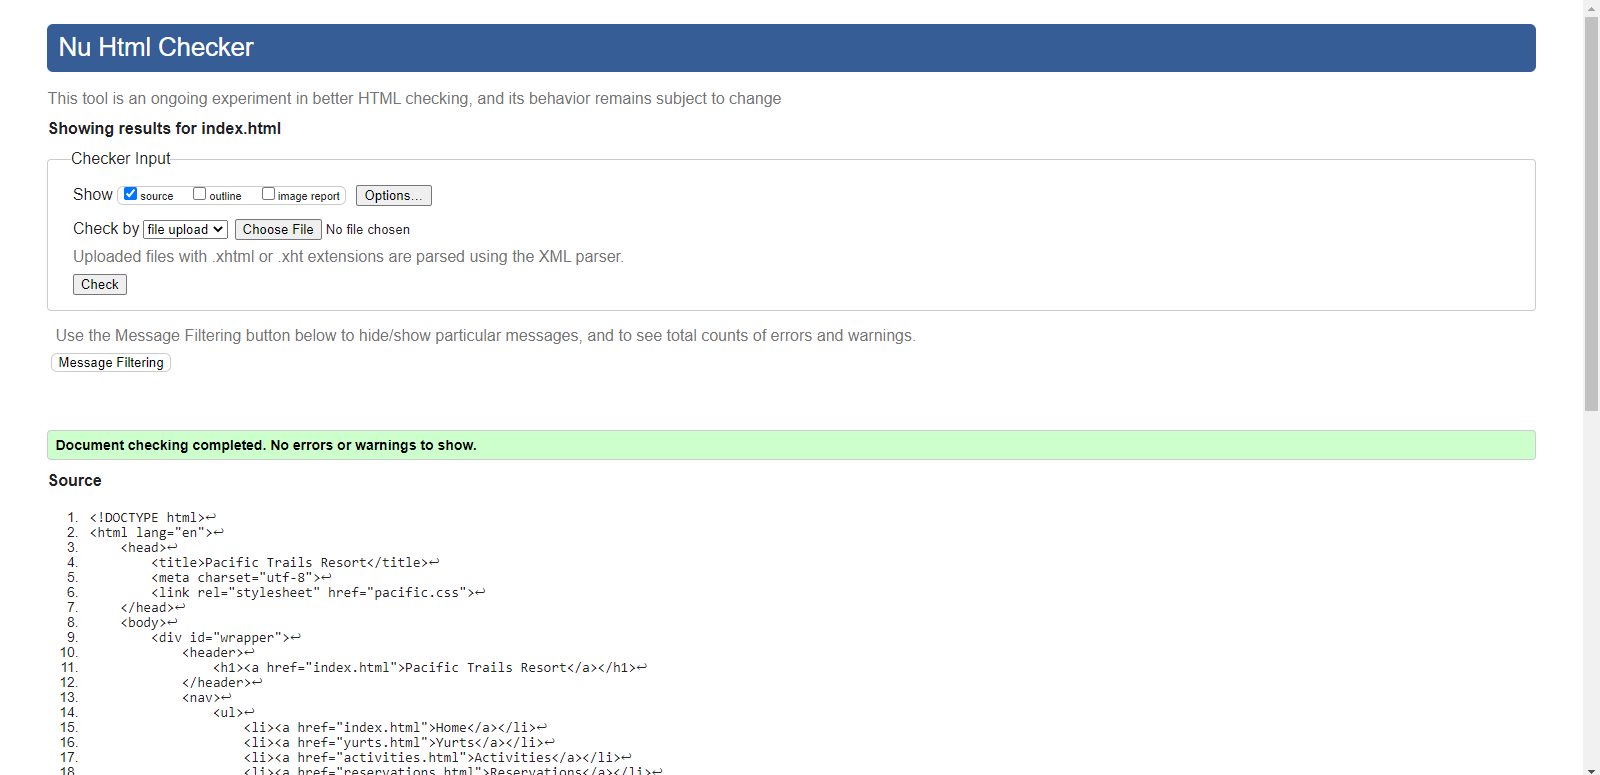 Nu Html Checker
This tool is an ongoing experiment in better HTML checking, and its behavior remains subject to change
Showing results for index.html
Checker Input
Show source outline image report Options...
Check by file upload Choose File No file chosen
Uploaded files with .xhtml or .xht extensions are parsed using the XML parser.
Check
Use the Message Filtering button below to hide/show particular messages, and to see total counts of errors and warnings.
Message Filtering
Document checking completed. No errors or warnings to show.
Source
1. <!DOCTYPE html>↩
2. <html lang="en">↩
3. <head>↩
4. <title>Pacific Trails Resort</title>↩
5. <meta charset="utf-8">↩
6. <link rel="stylesheet" href="pacific.css">↩
7. </head>↩
8. <body>↩
9. <div id="wrapper">↩
10. <header>↩
11. <h1><a href="index.html">Pacific Trails Resort</a></h1>↩
12. </header>↩
13. <nav>↩
14. <ul>↩
15. <li><a href="index.html">Home</a></li>↩
16. <li><a href="yurts.html">Yurts</a></li>↩
17. <li><a href="activities.html">Activities</a></li>↩
18. <li><a href="reservations.html">Reservations</a></li>↩